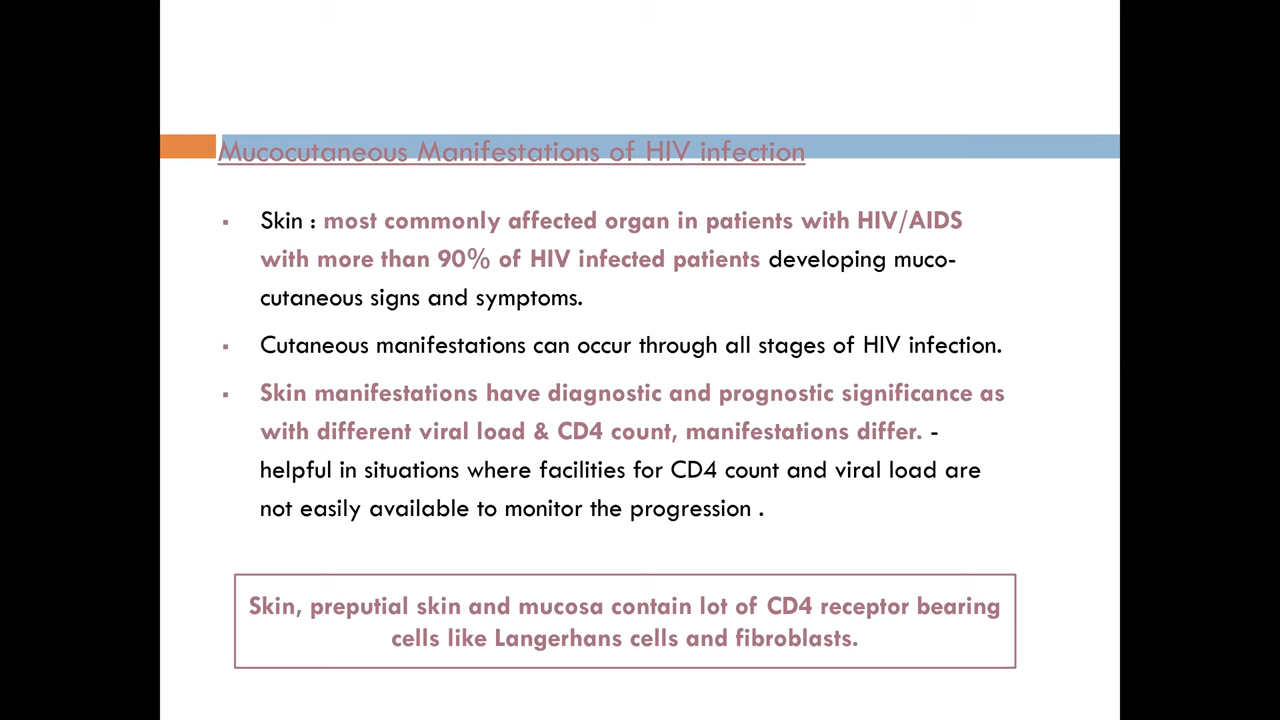 Mucocutaneous Manifestations of HIV infection
▪ Skin : most commonly affected organ in patients with HIV/AIDS
with more than 90% of HIV infected patients developing muco-
cutaneous signs and symptoms.
▪ Cutaneous manifestations can occur through all stages of HIV infection.
▪ Skin manifestations have diagnostic and prognostic significance as
with different viral load & CD4 count, manifestations differ. -
helpful in situations where facilities for CD4 count and viral load are
not easily available to monitor the progression .
Skin, preputial skin and mucosa contain lot of CD4 receptor bearing
cells like Langerhans cells and fibroblasts.